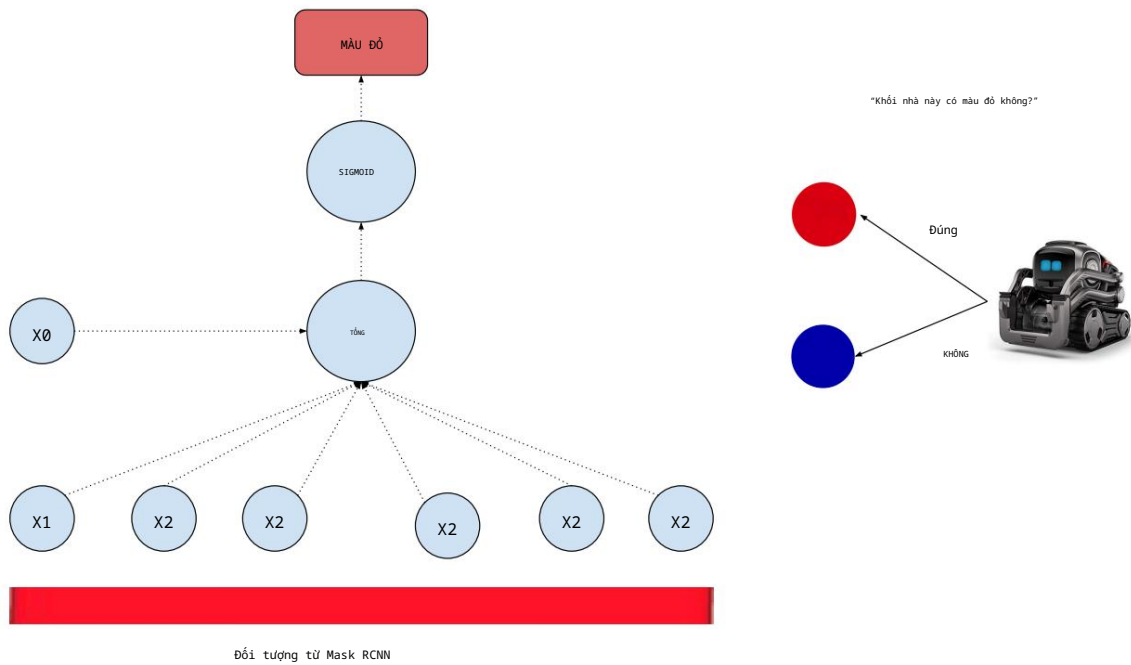 MÀU ĐỎ
"Khối nhà này có màu đỏ không?"
SIGMOID
Đúng
X0
TỔNG
KHÔNG
X1
X2
X2
X2
X2
X2
Đối tượng từ Mask RCNN